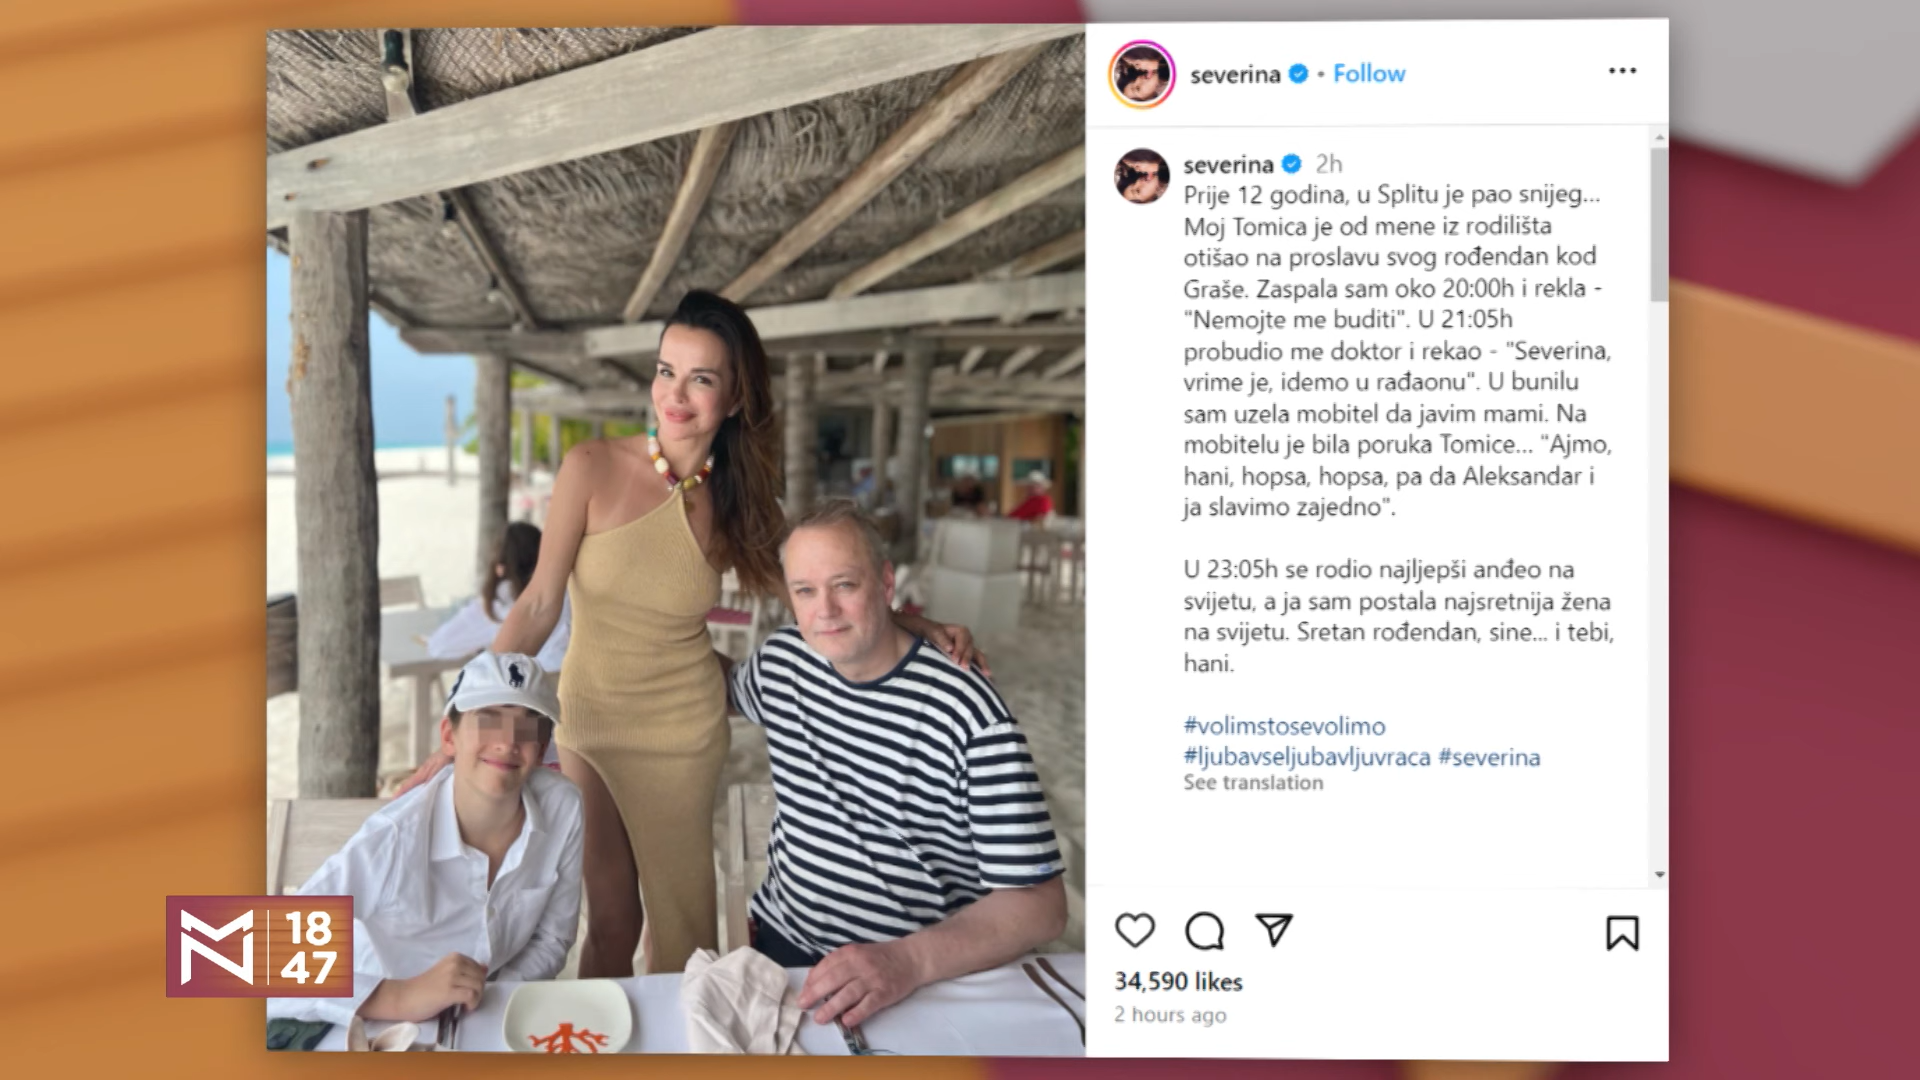 severina • Follow
severina 2h
Prije 12 godina, u Splitu je pao snijeg...
Moj Tomica je od mene iz rodilišta
otišao na proslavu svog rođendan kod
Graše. Zaspala sam oko 20:00h i rekla -
"Nemojte me buditi". U 21:05h
probudio me doktor i rekao - "Severina,
vrime je, idemo u rađaonu". U bunilu
sam uzela mobitel da javim mami. Na
mobitelu je bila poruka Tomice... "Ajmo,
hani, hopsa, hopsa, pa da Aleksandar i
ja slavimo zajedno".
U 23:05h se rodio najljepši anđeo na
svijetu, a ja sam postala najsretnija žena
na svijetu. Sretan rođendan, sine... i tebi,
hani.
#volimstosevolimo
#ljubavseljubavljuvraca #severina
See translation
34,590 likes
2 hours ago
18
47